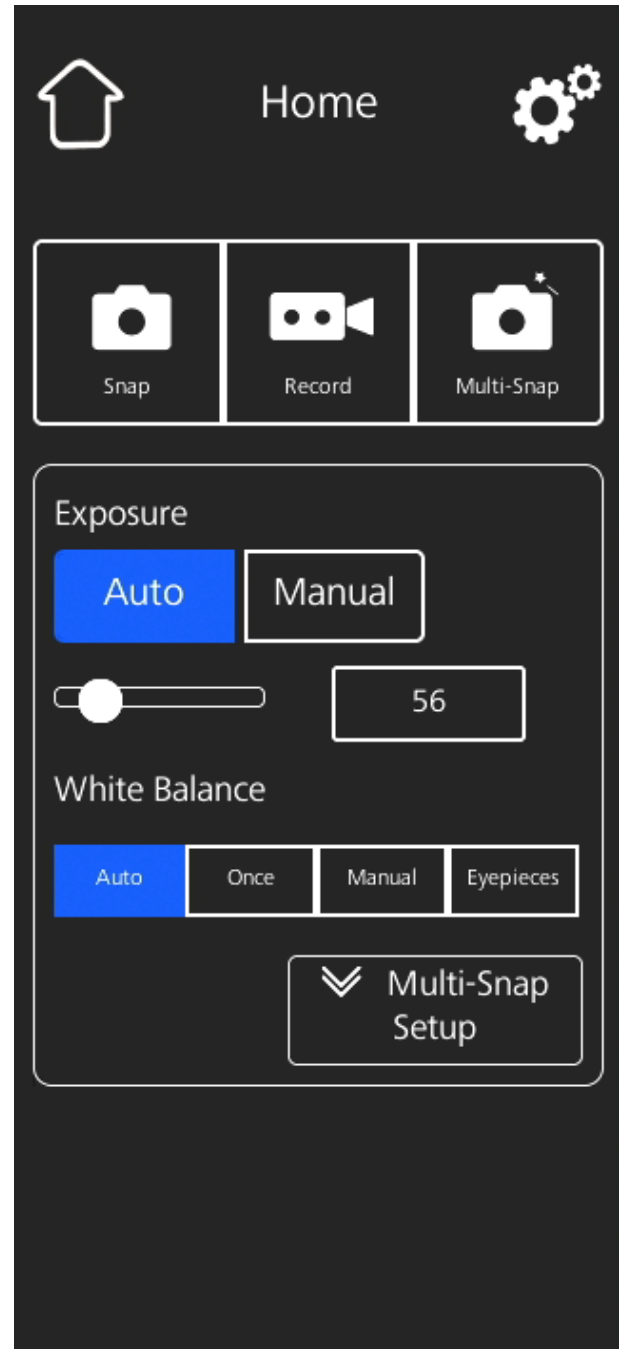 Home
Snap
Record
Multi-Snap
Exposure
Auto
Manual
56
White Balance
Auto
Once
Manual
Eyepieces
Multi-Snap
Setup